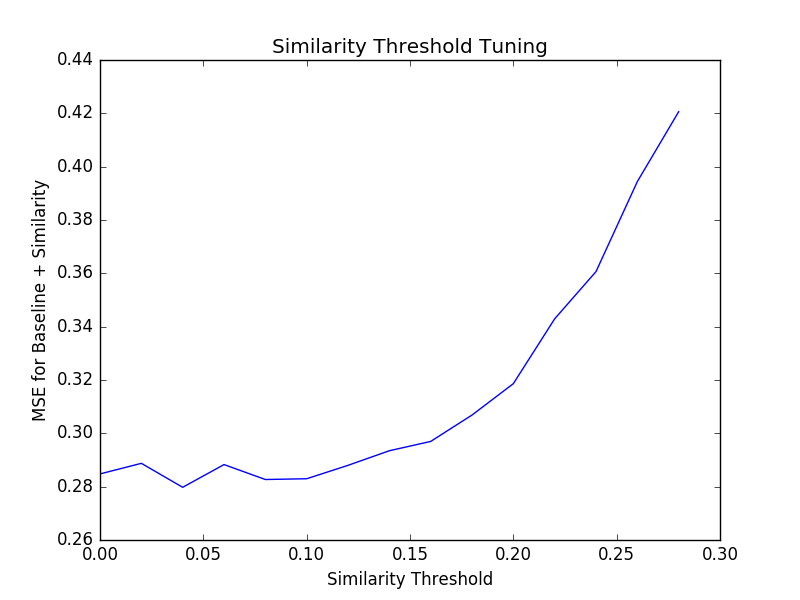 Similarity Threshold Tuning
0.44
0.42
0.40
0.38
0.36
0.34
0.32
0.30
0.28
0.26
MSE for Baseline + Similarity
0.00 0.05 0.10 0.15 0.20 0.25 0.30
Similarity Threshold